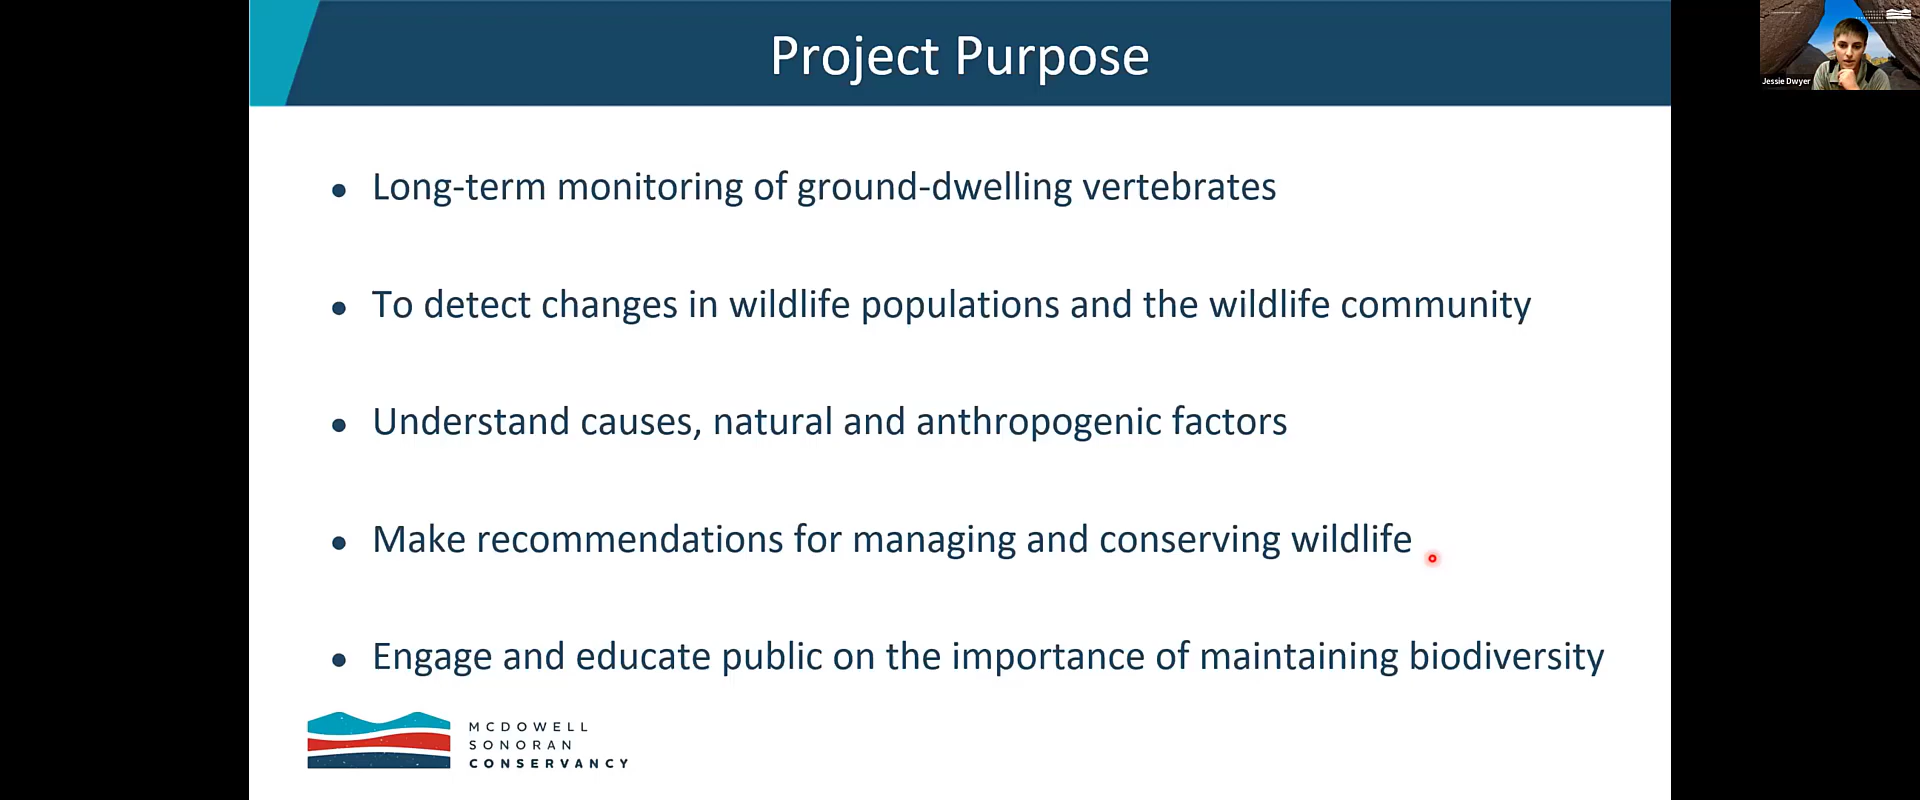 Project Purpose
Jessie Dwyer
• Long-term monitoring of ground-dwelling vertebrates
• To detect changes in wildlife populations and the wildlife community
• Understand causes, natural and anthropogenic factors
• Make recommendations for managing and conserving wildlife
• Engage and educate public on the importance of maintaining biodiversity
MCDOWELL
SONORAN
CONSERVANCY